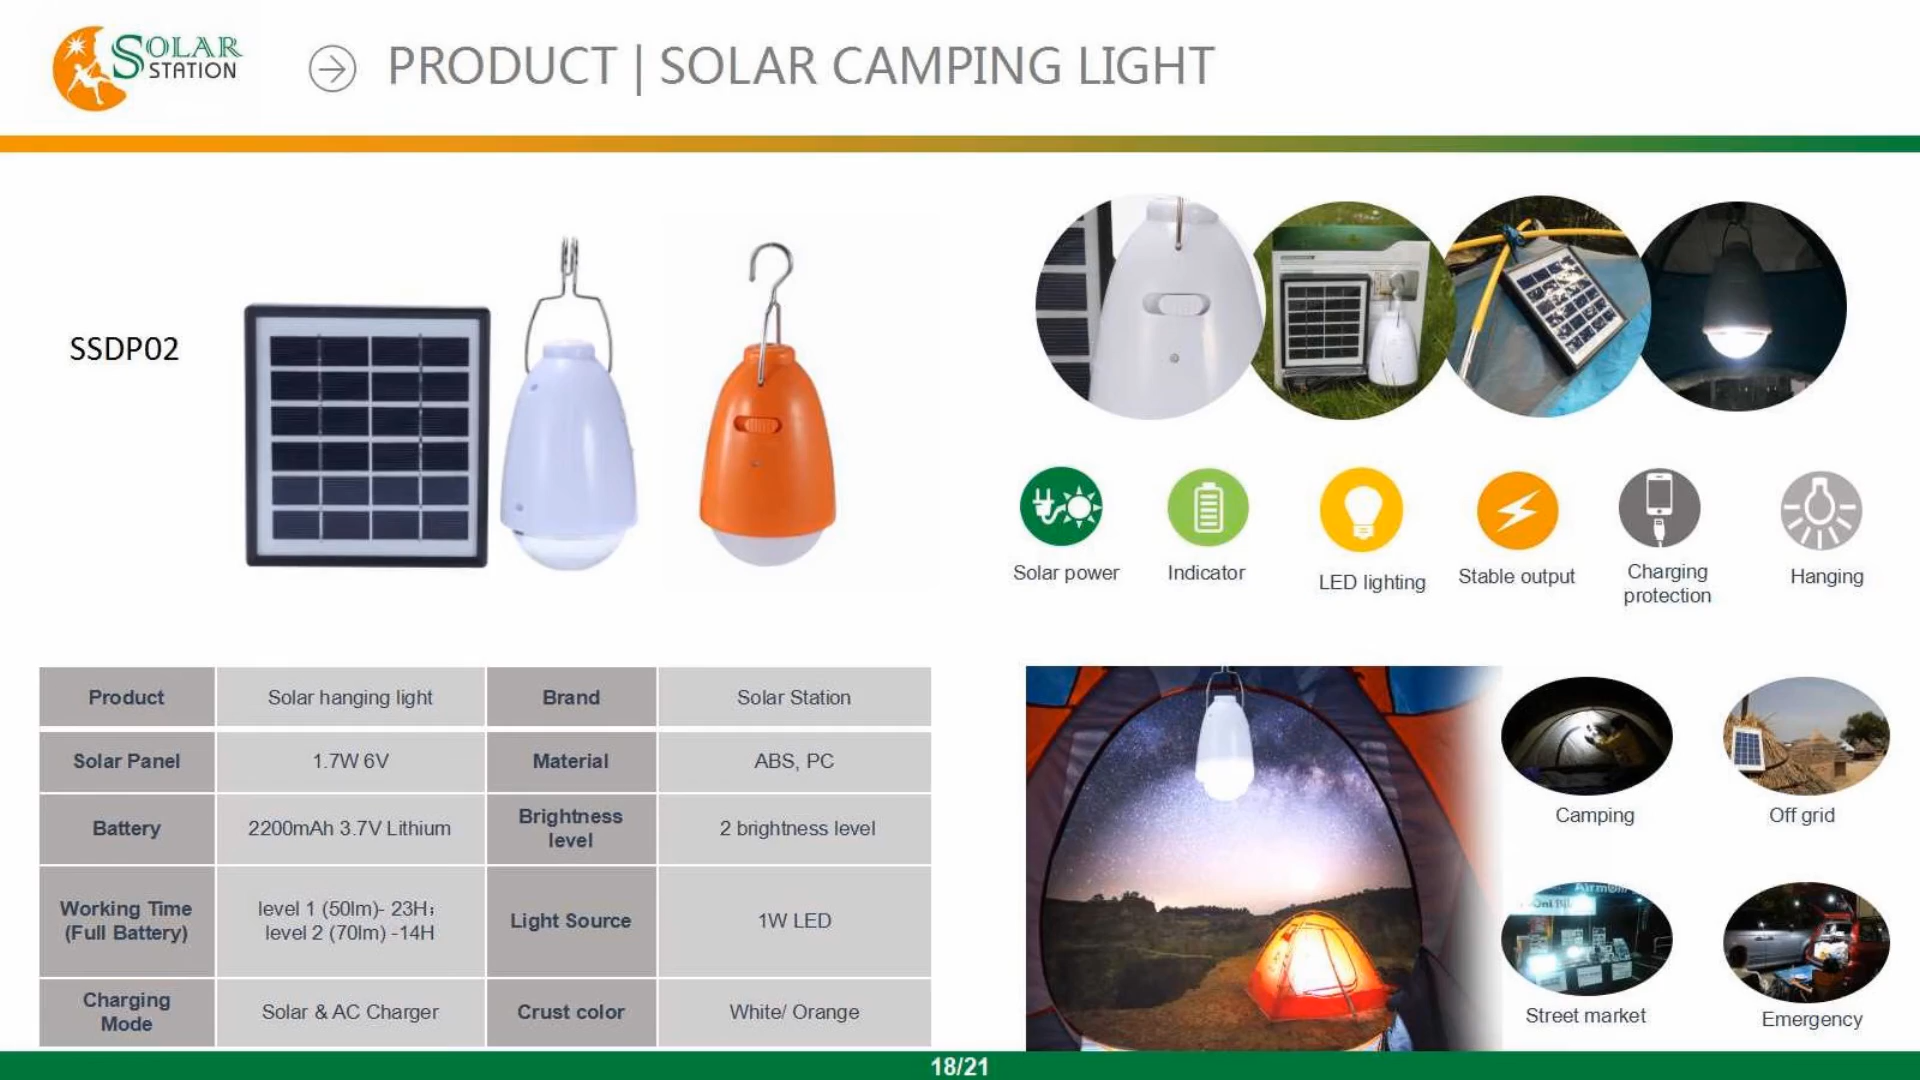 SOLAR
STATION
PRODUCT | SOLAR CAMPING LIGHT
SSDP02
Solar power
Indicator
LED lighting
Stable output
Charging
protection
Hanging
Product
Solar hanging light
Brand
Solar Station
Solar Panel
1.7W 6V
Material
ABS, PC
Battery
2200mAh 3.7V Lithium
Brightness
level
2 brightness level
Working Time
(Full Battery)
level 1 (50lm)- 23H;
level 2 (70lm) -14H
Light Source
1W LED
Charging
Mode
Solar & AC Charger
Crust color
White/ Orange
Camping
Off grid
Street market
Emergency
18/21